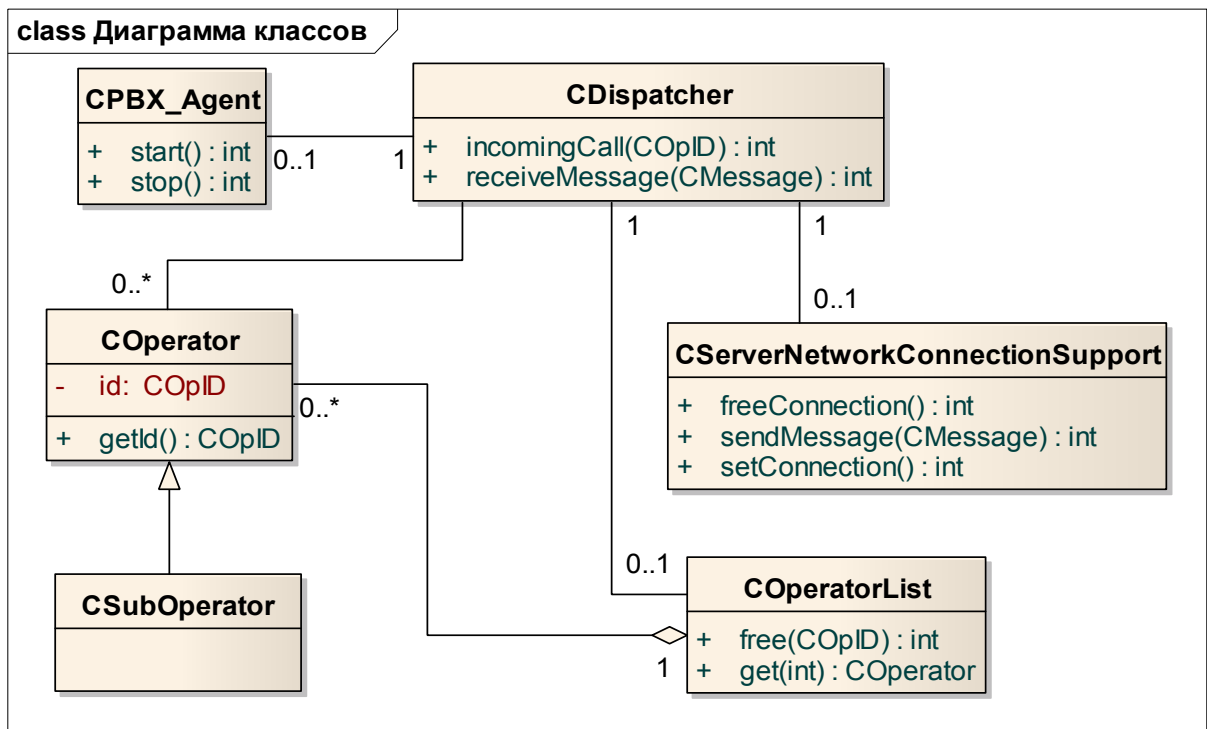 class Диаграмма классов
CPBX_Agent
+ start() : int
+ stop() : int
CDispatcher
+ incomingCall(COpID) : int
+ receiveMessage(CMessage) : int
0..1
1
1
1
0..*
0..1
COperator
- id: COpID
+ getId() : COpID
0..*
CServerNetworkConnectionSupport
+ freeConnection() : int
+ sendMessage(CMessage) : int
+ setConnection() : int
CSubOperator
0..1
1
COperatorList
+ free(COpID) : int
+ get(int) : COperator